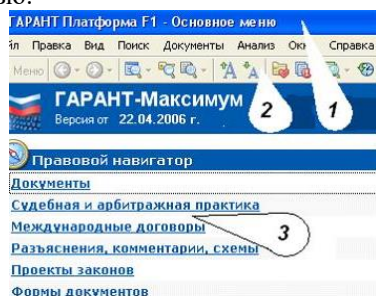 ю.
ГАРАНТ Платформа F1 - Основное меню
йл Правка Вид Поиск Документы Анализ Окн Справка
Меню
ГАРАНТ-Максимум
Версия от 22.04.2006 г.
2
1
Правовой навигатор
Документы
Судебная и арбитражная практика
Международные договоры
3
Разъяснения, комментарии, схемы
Проекты законов
Формы документов